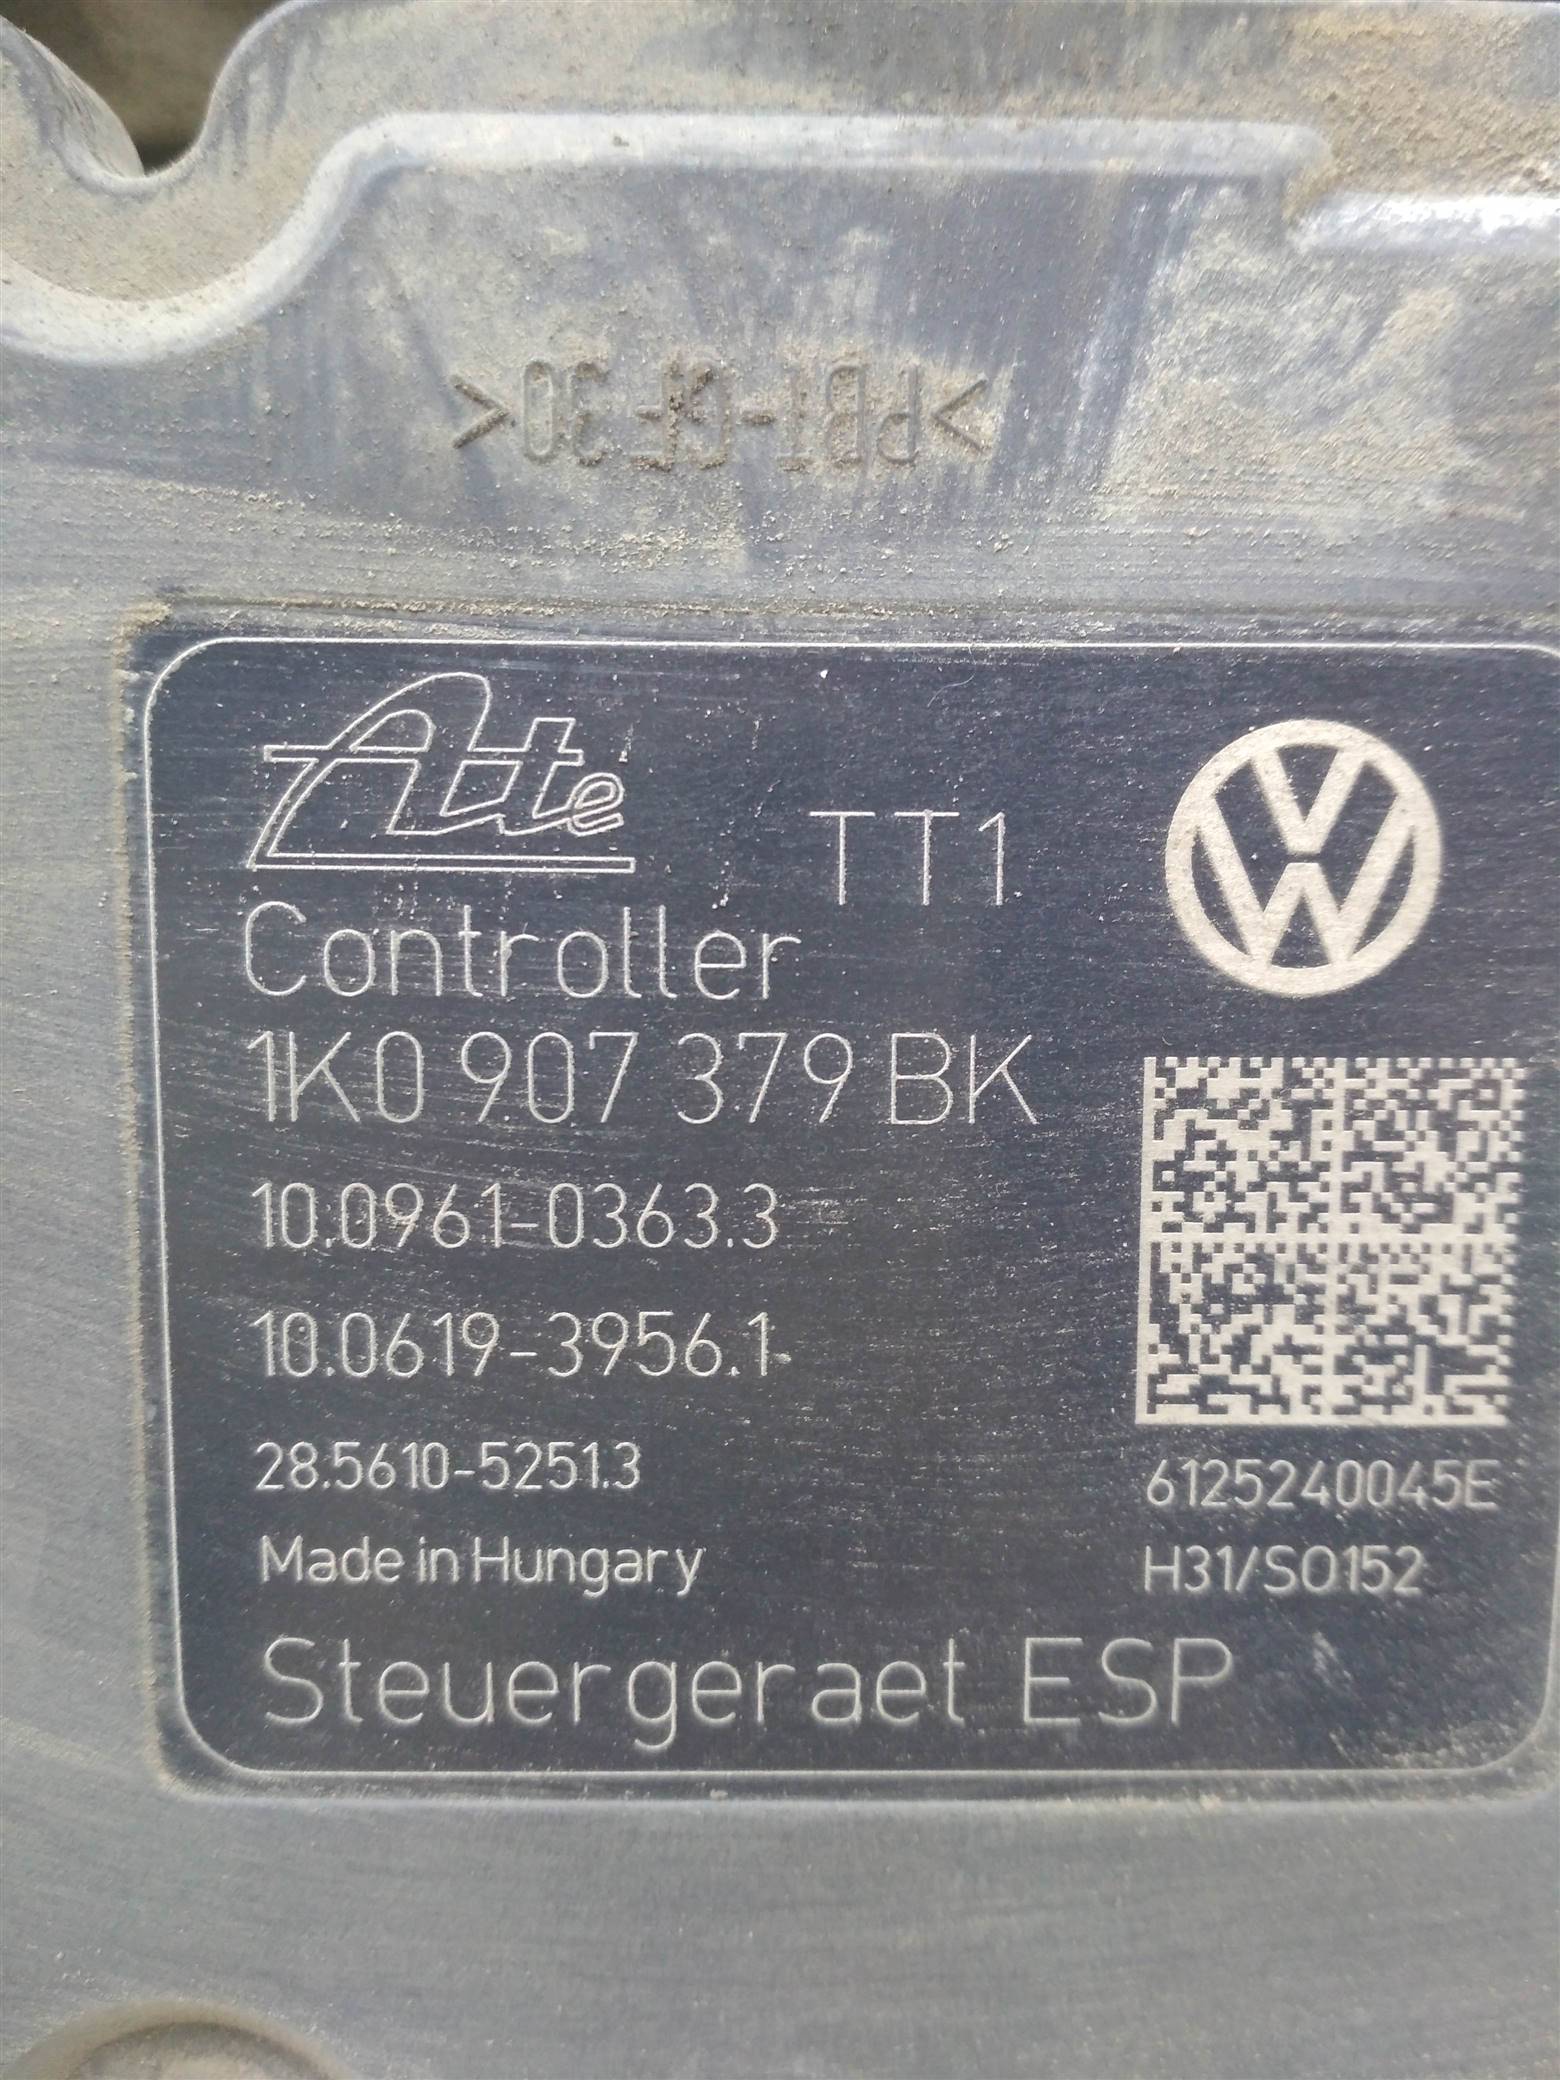 >PBT-GF30<
Ate
TT1
Controller
1K0 907 379 BK
10.0961-0363.3
10.0619-3956.1
28.5610-5251.3
6125240045E
Made in Hungary
H31/SO152
Steuergeraet ESP